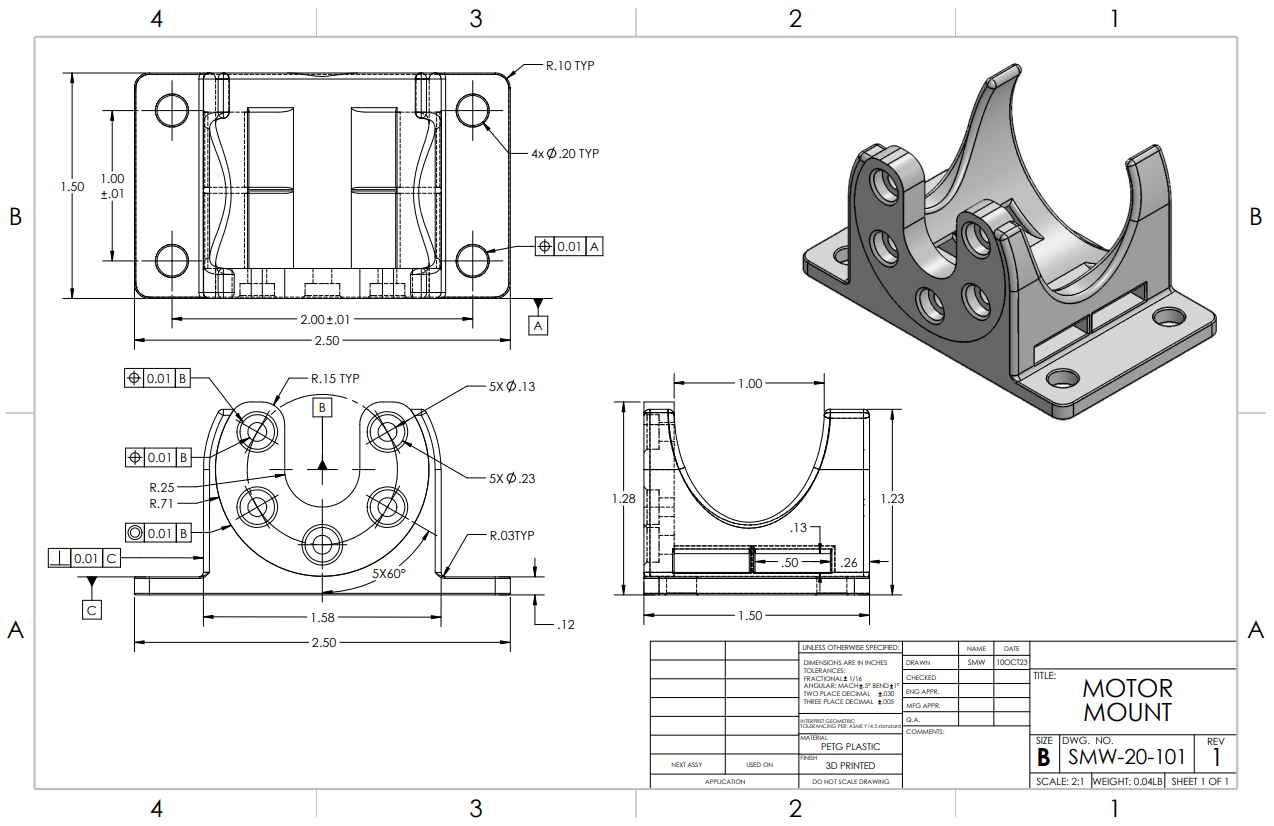 4 3 2 1
B B
A A
R.10 TYP
4x Ø.20 TYP
1.50
1.00
±.01
⌖ 0.01 A
2.00±.01
A
2.50
⌖ 0.01 B
R.15 TYP
B
5X Ø.13
⌖ 0.01 B
R.25
R.71
5X Ø.23
◎ 0.01 B
R.03TYP
⊥ 0.01 C
5X60°
C
1.58
.12
2.50
1.00
1.28
1.23
.13
.50
.26
1.50
UNLESS OTHERWISE SPECIFIED:
DIMENSIONS ARE IN INCHES
TOLERANCES:
FRACTIONAL± 1/16
ANGULAR: MACH±.5° BEND±1°
TWO PLACE DECIMAL ±.030
THREE PLACE DECIMAL ±.005
INTERPRET GEOMETRIC
TOLERANCING PER: ASME Y14.5 standard
MATERIAL
PETG PLASTIC
FINISH
3D PRINTED
NEXT ASSY USED ON
APPLICATION
DO NOT SCALE DRAWING
NAME DATE
DRAWN SMW 10OCT23
CHECKED
ENG APPR.
MFG APPR.
Q.A.
COMMENTS:
TITLE:
MOTOR
MOUNT
SIZE DWG. NO. REV
B SMW-20-101 1
SCALE: 2:1 WEIGHT: 0.04LB SHEET 1 OF 1
4 3 2 1